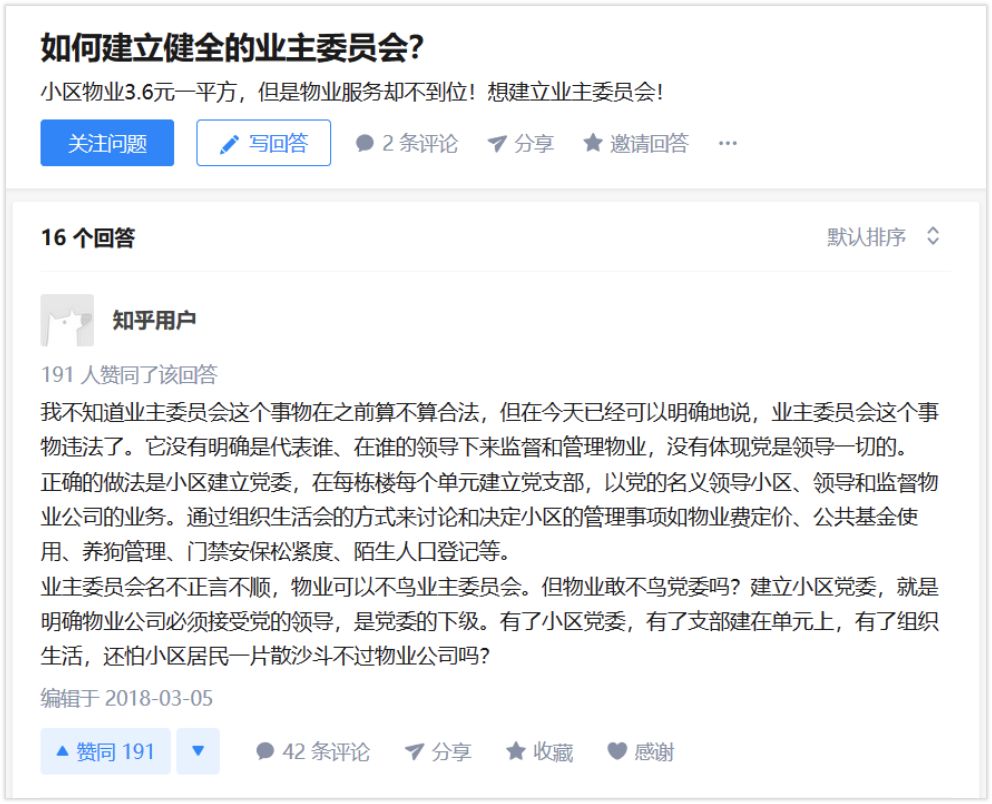 如何建立健全的业主委员会？
小区物业3.6元一平方，但是物业服务却不到位！想建立业主委员会！
关注问题 写回答 2 条评论 分享 邀请回答 ···
16 个回答 默认排序
知乎用户
191 人赞同了该回答
我不知道业主委员会这个事物在之前算不算合法，但在今天已经可以明确地说，业主委员会这个事
物违法了。它没有明确是代表谁、在谁的领导下来监督和管理物业，没有体现党是领导一切的。
正确的做法是小区建立党委，在每栋楼每个单元建立党支部，以党的名义领导小区、领导和监督物
业公司的业务。通过组织生活会的方式来讨论和决定小区的管理事项如物业费定价、公共基金使
用、养狗管理、门禁安保松紧度、陌生人口登记等。
业主委员会名不正言不顺，物业可以不鸟业主委员会。但物业敢不鸟党委吗？建立小区党委，就是
明确物业公司必须接受党的领导，是党委的下级。有了小区党委，有了支部建在单元上，有了组织
生活，还怕小区居民一片散沙斗不过物业公司吗？
编辑于 2018-03-05
赞同 191 42 条评论 分享 收藏 感谢